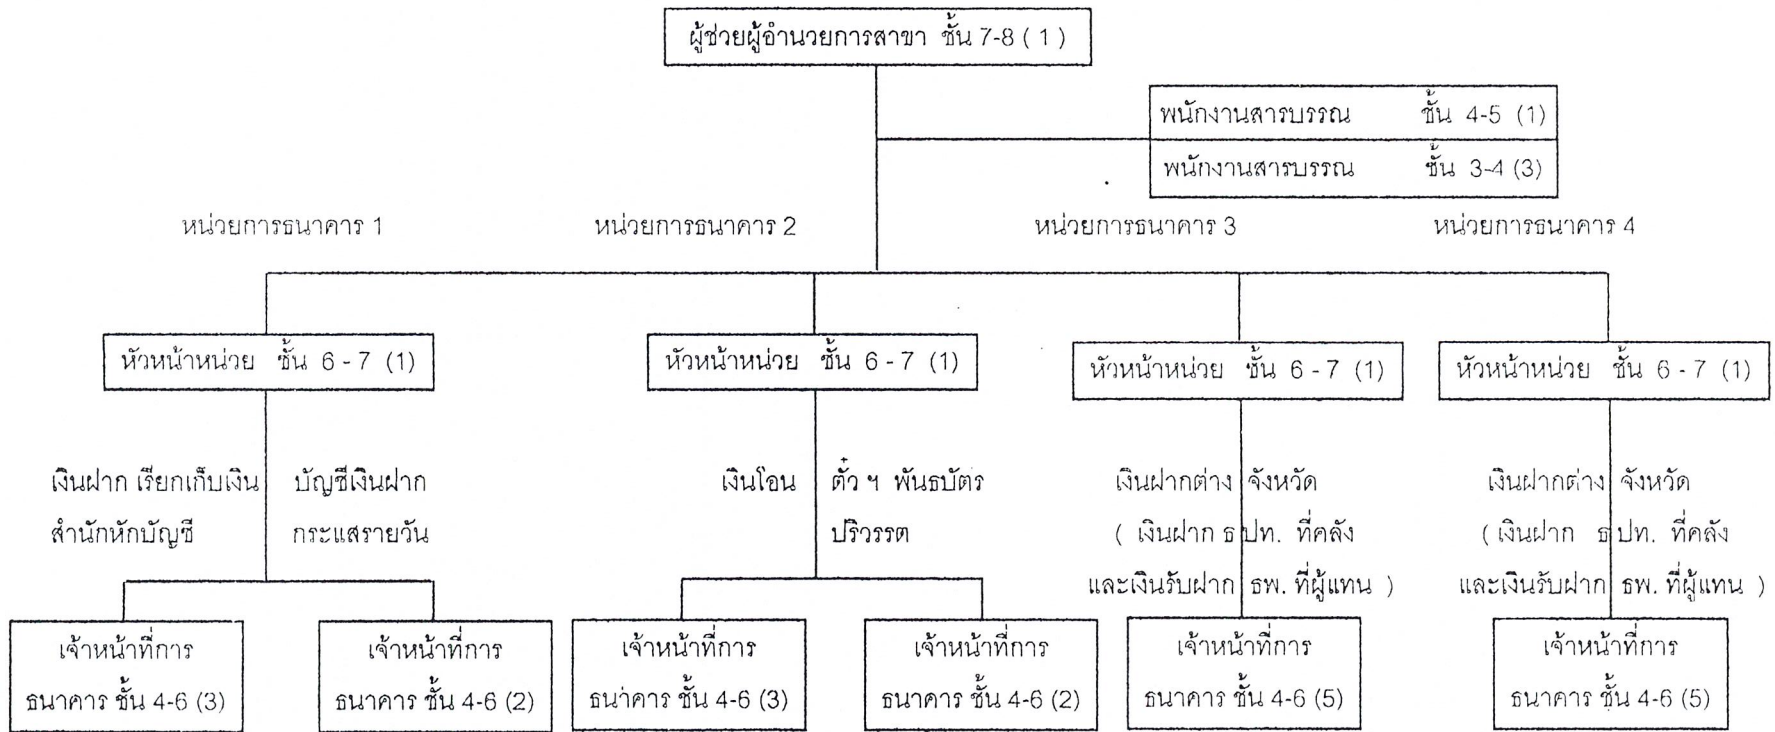 ผู้ช่วยผู้อำนวยการสาขา ชั้น 7-8 ( 1 )
พนักงานสารบรรณ ชั้น 4-5 (1)
พนักงานสารบรรณ ชั้น 3-4 (3)
หน่วยการธนาคาร 1
หน่วยการธนาคาร 2
หน่วยการธนาคาร 3
หน่วยการธนาคาร 4
หัวหน้าหน่วย ชั้น 6 - 7 (1)
หัวหน้าหน่วย ชั้น 6 - 7 (1)
หัวหน้าหน่วย ชั้น 6 - 7 (1)
หัวหน้าหน่วย ชั้น 6 - 7 (1)
เงินฝาก เรียกเก็บเงิน
สำนักหักบัญชี
บัญชีเงินฝาก
กระแสรายวัน
เงินโอน
ตั๋ว ฯ พันธบัตร
ปริวรรต
เงินฝากต่าง จังหวัด
( เงินฝาก ธปท. ที่คลัง
และเงินรับฝาก ธพ. ที่ผู้แทน )
เงินฝากต่าง จังหวัด
( เงินฝาก ธปท. ที่คลัง
และเงินรับฝาก ธพ. ที่ผู้แทน )
เจ้าหน้าที่การ
ธนาคาร ชั้น 4-6 (3)
เจ้าหน้าที่การ
ธนาคาร ชั้น 4-6 (2)
เจ้าหน้าที่การ
ธนาคาร ชั้น 4-6 (3)
เจ้าหน้าที่การ
ธนาคาร ชั้น 4-6 (2)
เจ้าหน้าที่การ
ธนาคาร ชั้น 4-6 (5)
เจ้าหน้าที่การ
ธนาคาร ชั้น 4-6 (5)